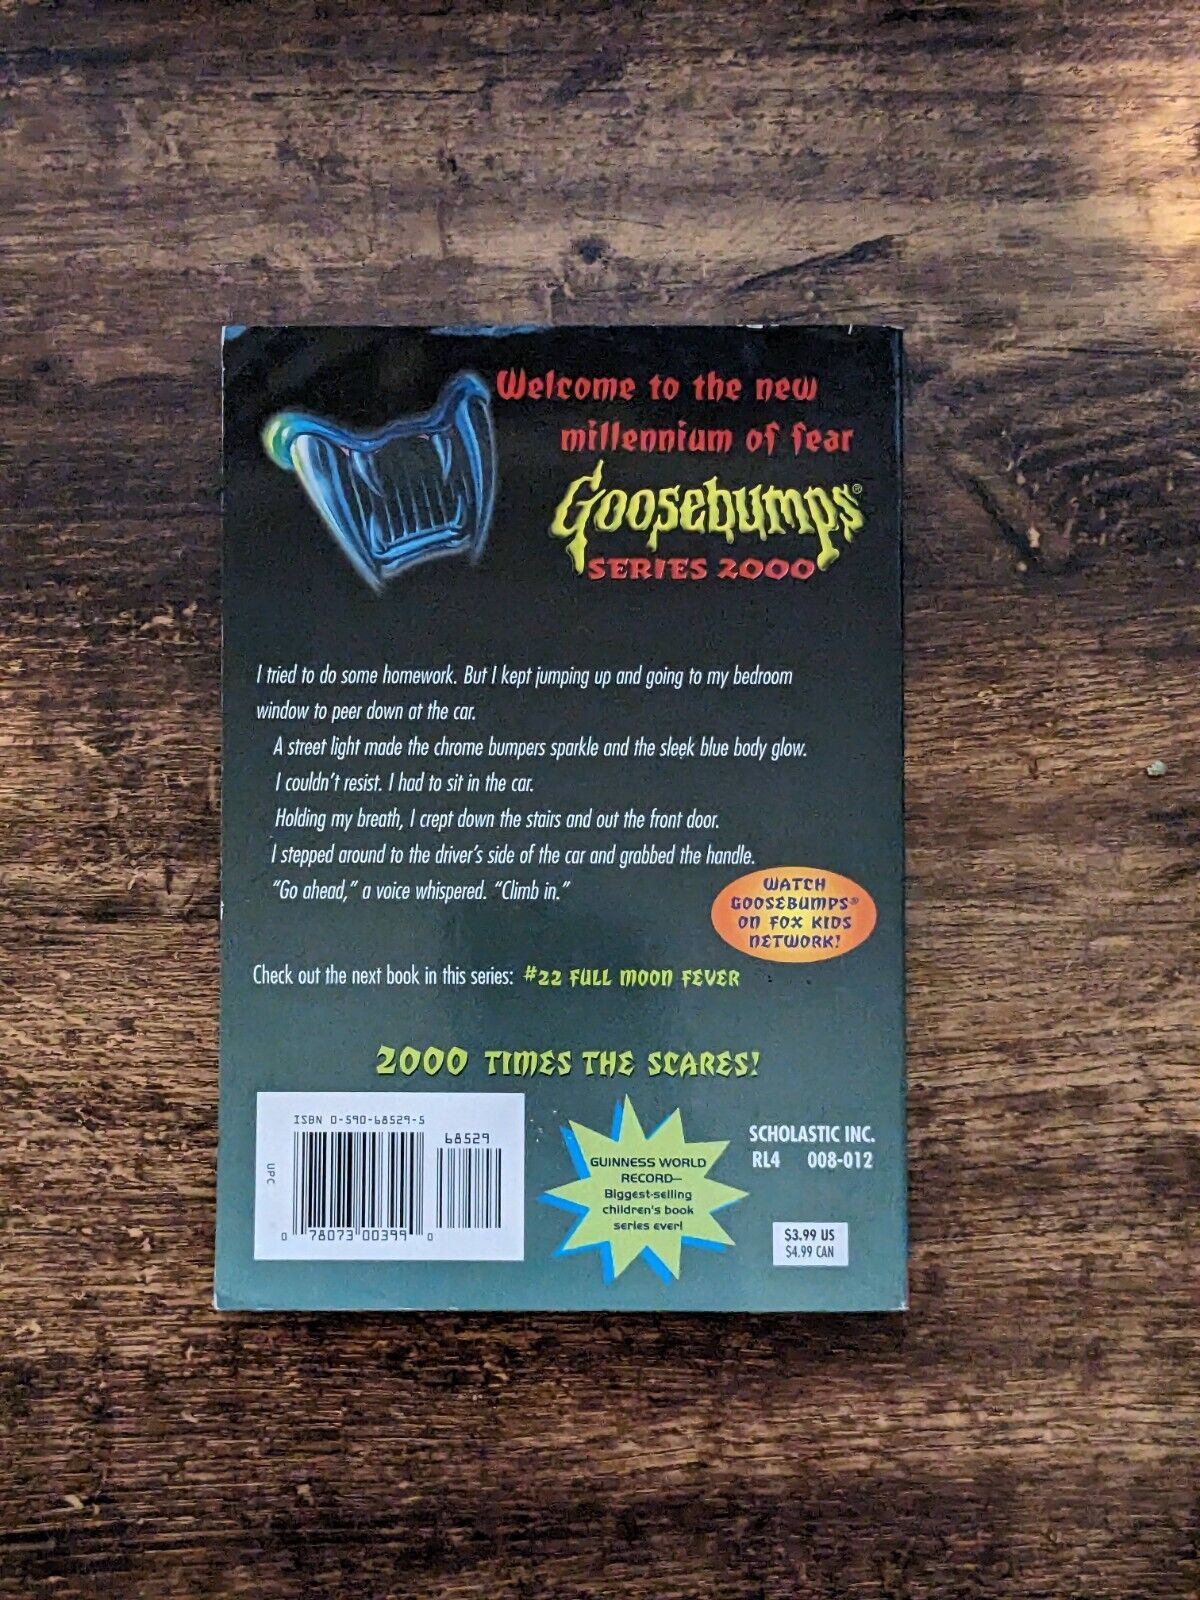 Welcome to the new
millennium of fear
Goosebumps®
SERIES 2000
I tried to do some homework. But I kept jumping up and going to my bedroom
window to peer down at the car.
A street light made the chrome bumpers sparkle and the sleek blue body glow.
I couldn't resist. I had to sit in the car.
Holding my breath, I crept down the stairs and out the front door.
I stepped around to the driver's side of the car and grabbed the handle.
"Go ahead," a voice whispered. "Climb in."
WATCH
GOOSEBUMPS®
ON FOX KIDS
NETWORK!
Check out the next book in this series: #22 FULL MOON FEVER
2000 TIMES THE SCARES!
ISBN 0-590-68529-5
68529
UPC
0 78073 00399 0
GUINNESS WORLD
RECORD—
Biggest-selling
children's book
series ever!
SCHOLASTIC INC.
RL4 008-012
$3.99 US
$4.99 CAN